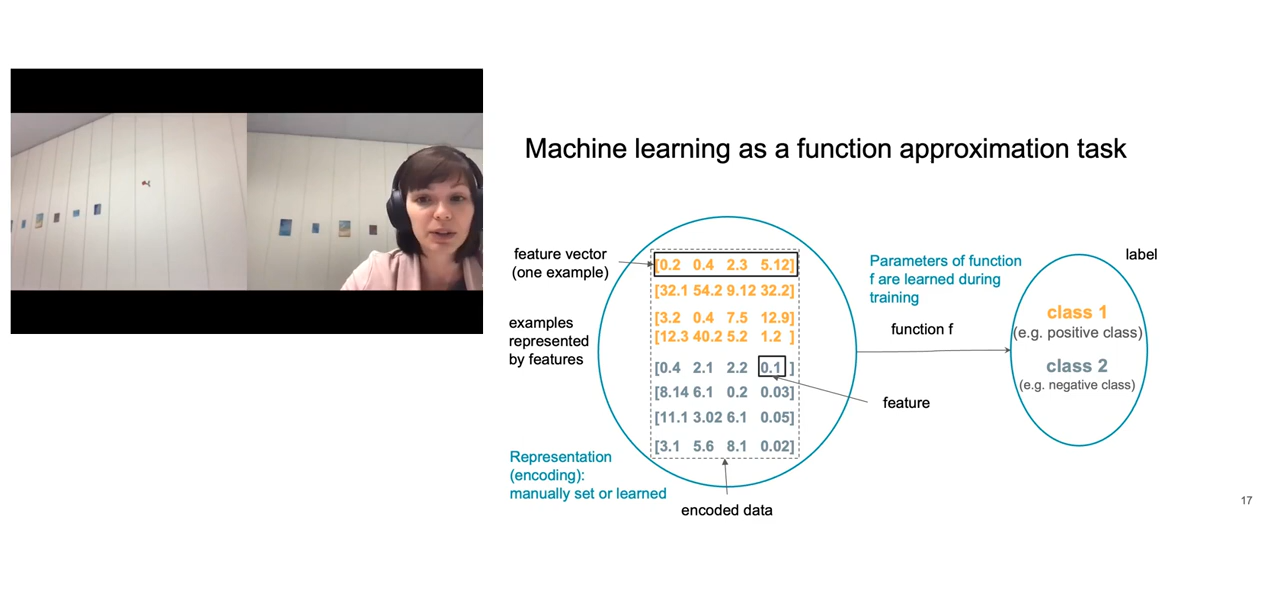 Machine learning as a function approximation task
feature vector
(one example)
[0.2 0.4 2.3 5.12]
[32.1 54.2 9.12 32.2]
[3.2 0.4 7.5 12.9]
[12.3 40.2 5.2 1.2 ]
[0.4 2.1 2.2 0.1 ]
[8.14 6.1 0.2 0.03]
[11.1 3.02 6.1 0.05]
[3.1 5.6 8.1 0.02]
examples
represented
by features
Representation
(encoding):
manually set or learned
encoded data
Parameters of function
f are learned during
training
function f
feature
label
class 1
(e.g. positive class)
class 2
(e.g. negative class)
17